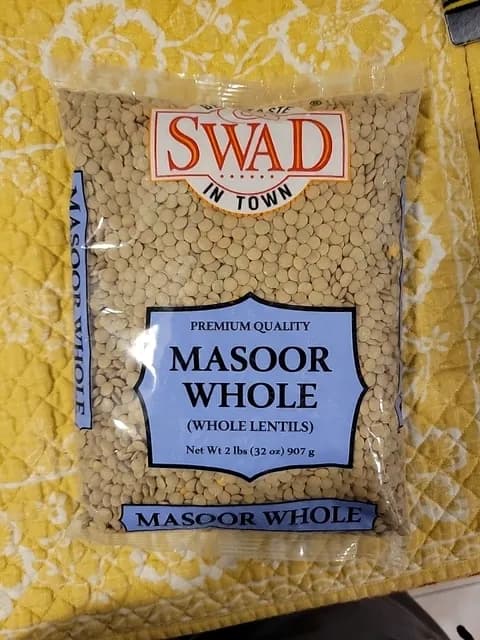 SWAD
®
IN TOWN
MASOOR WHOLE
PREMIUM QUALITY
MASOOR
WHOLE
(WHOLE LENTILS)
Net Wt 2 lbs (32 oz) 907 g
MASOOR WHOLE